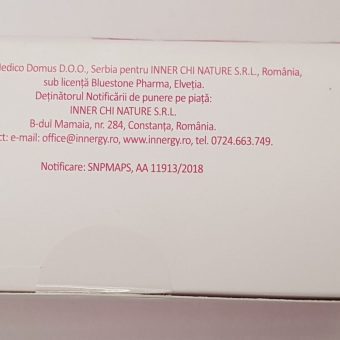 Medico Domus D.O.O., Serbia pentru INNER CHI NATURE S.R.L., România,
sub licență Bluestone Pharma, Elveția.
Deținătorul Notificării de punere pe piață:
INNER CHI NATURE S.R.L.
B-dul Mamaia, nr. 284, Constanța, România.
ct: e-mail: office@innergy.ro, www.innergy.ro, tel. 0724.663.749.
Notificare: SNPMAPS, AA 11913/2018